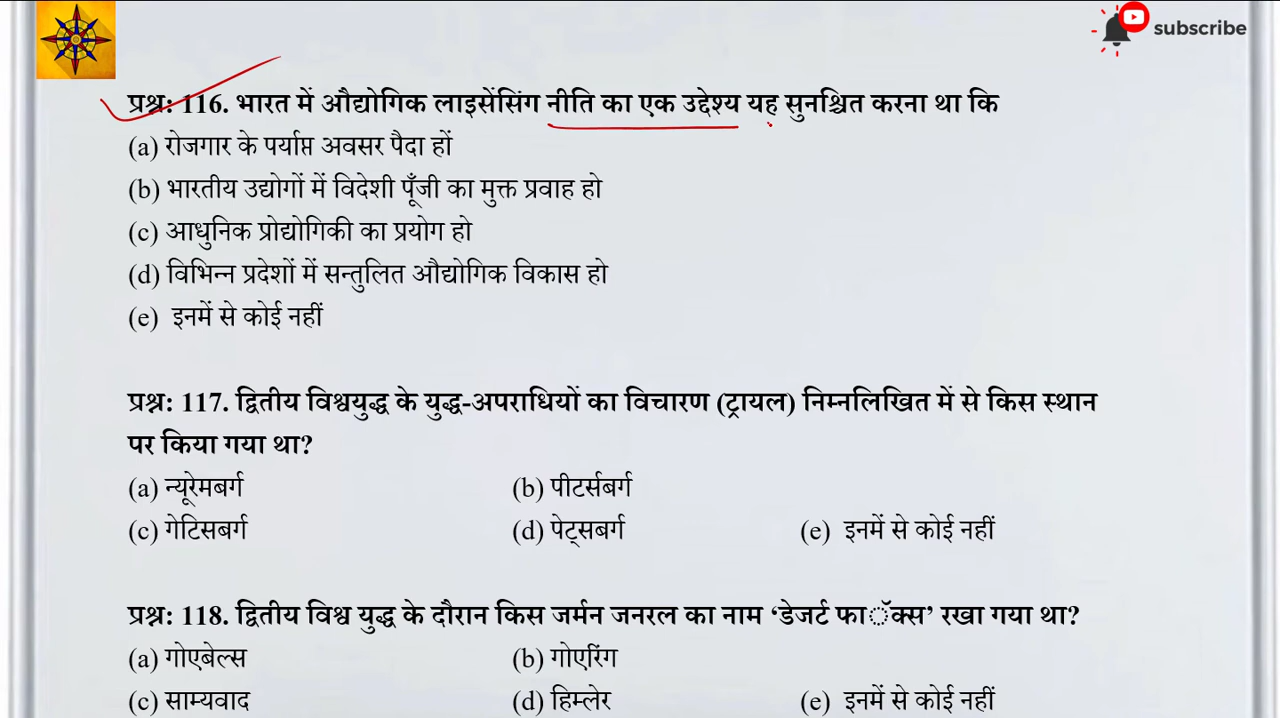 subscribe
प्रश्न: 116. भारत में औद्योगिक लाइसेंसिंग नीति का एक उद्देश्य यह सुनश्चित करना था कि
(a) रोजगार के पर्याप्त अवसर पैदा हों
(b) भारतीय उद्योगों में विदेशी पूँजी का मुक्त प्रवाह हो
(c) आधुनिक प्रोद्योगिकी का प्रयोग हो
(d) विभिन्न प्रदेशों में सन्तुलित औद्योगिक विकास हो
(e) इनमें से कोई नहीं
प्रश्न: 117. द्वितीय विश्वयुद्ध के युद्ध-अपराधियों का विचारण (ट्रायल) निम्नलिखित में से किस स्थान
पर किया गया था?
(a) न्यूरेमबर्ग (b) पीटर्सबर्ग
(c) गेटिसबर्ग (d) पेट्सबर्ग (e) इनमें से कोई नहीं
प्रश्न: 118. द्वितीय विश्व युद्ध के दौरान किस जर्मन जनरल का नाम ‘डेजर्ट फाॅक्स’ रखा गया था?
(a) गोएबेल्स (b) गोएरिंग
(c) साम्यवाद (d) हिम्लेर (e) इनमें से कोई नहीं